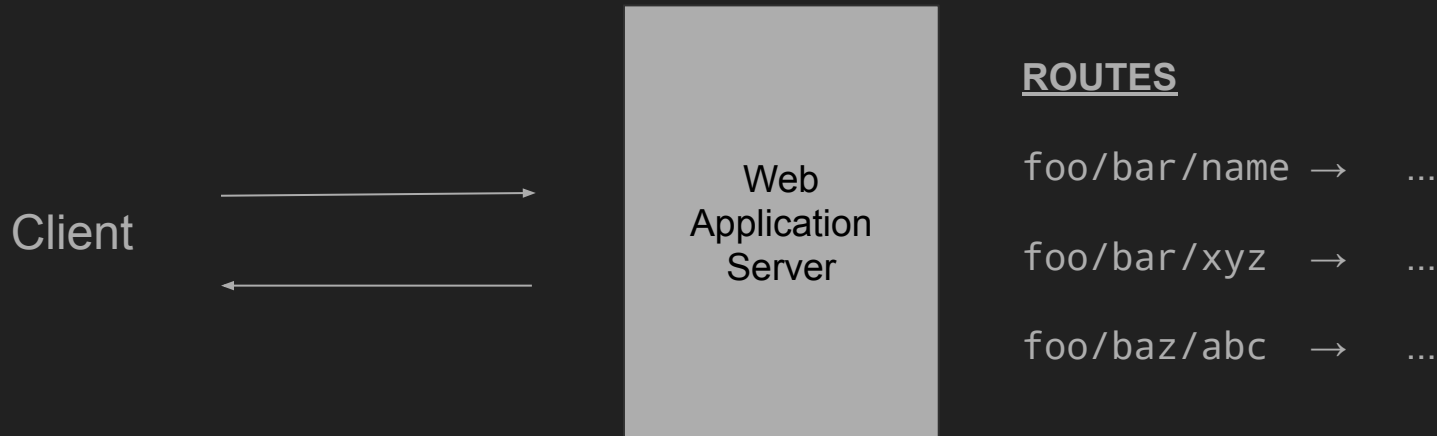 Client
Web
Application
Server
ROUTES
foo/bar/name → ...
foo/bar/xyz → ...
foo/baz/abc → ...